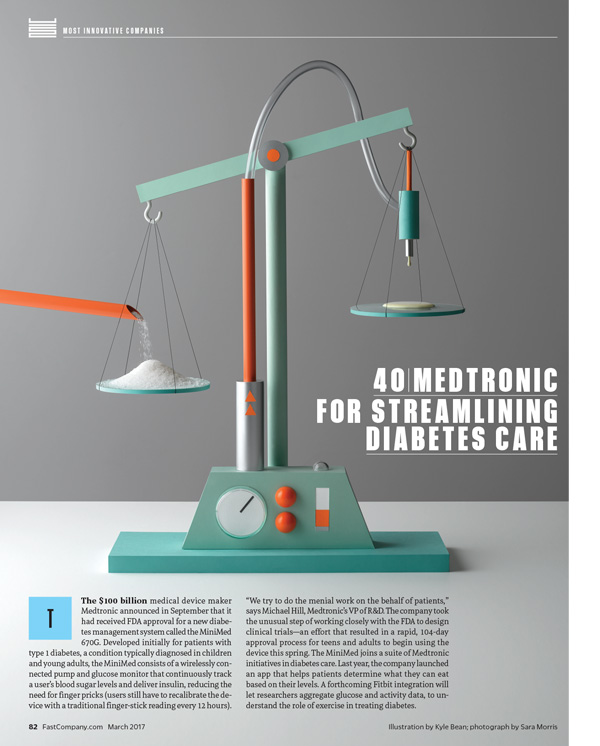 MOST INNOVATIVE COMPANIES
40|MEDTRONIC
FOR STREAMLINING
DIABETES CARE
T
The $100 billion medical device maker
Medtronic announced in September that it
had received FDA approval for a new diabe-
tes management system called the MiniMed
670G. Developed initially for patients with
type 1 diabetes, a condition typically diagnosed in children
and young adults, the MiniMed consists of a wirelessly con-
nected pump and glucose monitor that continuously track
a user's blood sugar levels and deliver insulin, reducing the
need for finger pricks (users still have to recalibrate the de-
vice with a traditional finger-stick reading every 12 hours).
“We try to do the menial work on the behalf of patients,”
says Michael Hill, Medtronic's VP of R&D. The company took
the unusual step of working closely with the FDA to design
clinical trials—an effort that resulted in a rapid, 104-day
approval process for teens and adults to begin using the
device this spring. The MiniMed joins a suite of Medtronic
initiatives in diabetes care. Last year, the company launched
an app that helps patients determine what they can eat
based on their levels. A forthcoming Fitbit integration will
let researchers aggregate glucose and activity data, to un-
derstand the role of exercise in treating diabetes.
82 FastCompany.com March 2017
Illustration by Kyle Bean; photograph by Sara Morris